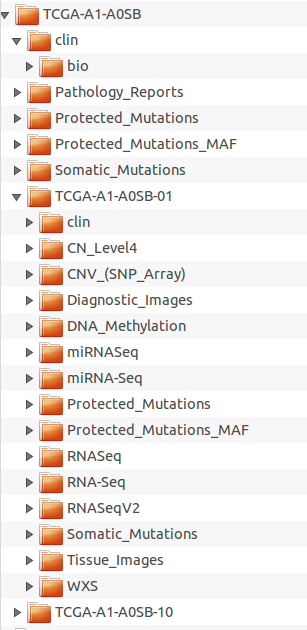 TCGA-A1-A0SB
clin
bio
Pathology_Reports
Protected_Mutations
Protected_Mutations_MAF
Somatic_Mutations
TCGA-A1-A0SB-01
clin
CN_Level4
CNV_(SNP_Array)
Diagnostic_Images
DNA_Methylation
miRNASeq
miRNA-Seq
Protected_Mutations
Protected_Mutations_MAF
RNASeq
RNA-Seq
RNASeqV2
Somatic_Mutations
Tissue_Images
WXS
TCGA-A1-A0SB-10